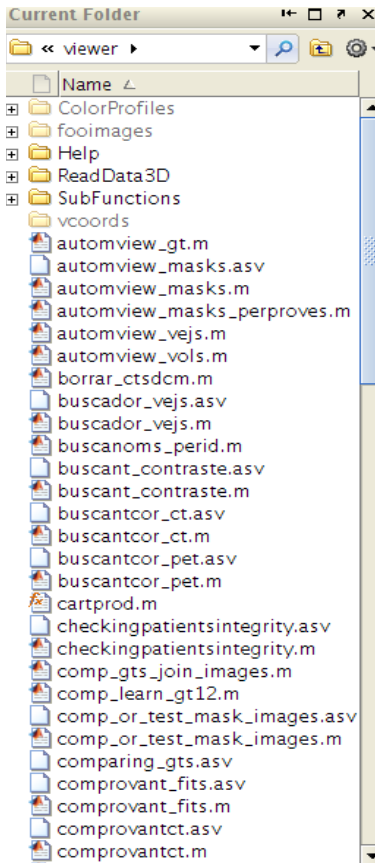 Current Folder
« viewer
Name
ColorProfiles
fooimages
Help
ReadData3D
SubFunctions
vcoords
automview_gt.m
automview_masks.asv
automview_masks.m
automview_masks_perproves.m
automview_vejs.m
automview_vols.m
borrar_ctsdcm.m
buscador_vejs.asv
buscador_vejs.m
buscanoms_perid.m
buscant_contraste.asv
buscant_contraste.m
buscantcor_ct.asv
buscantcor_ct.m
buscantcor_pet.asv
buscantcor_pet.m
cartprod.m
checkingpatientsintegrity.asv
checkingpatientsintegrity.m
comp_gts_join_images.m
comp_learn_gt12.m
comp_or_test_mask_images.asv
comp_or_test_mask_images.m
comparing_gts.asv
comprovant_fits.asv
comprovant_fits.m
comprovantct.asv
comprovantct.m